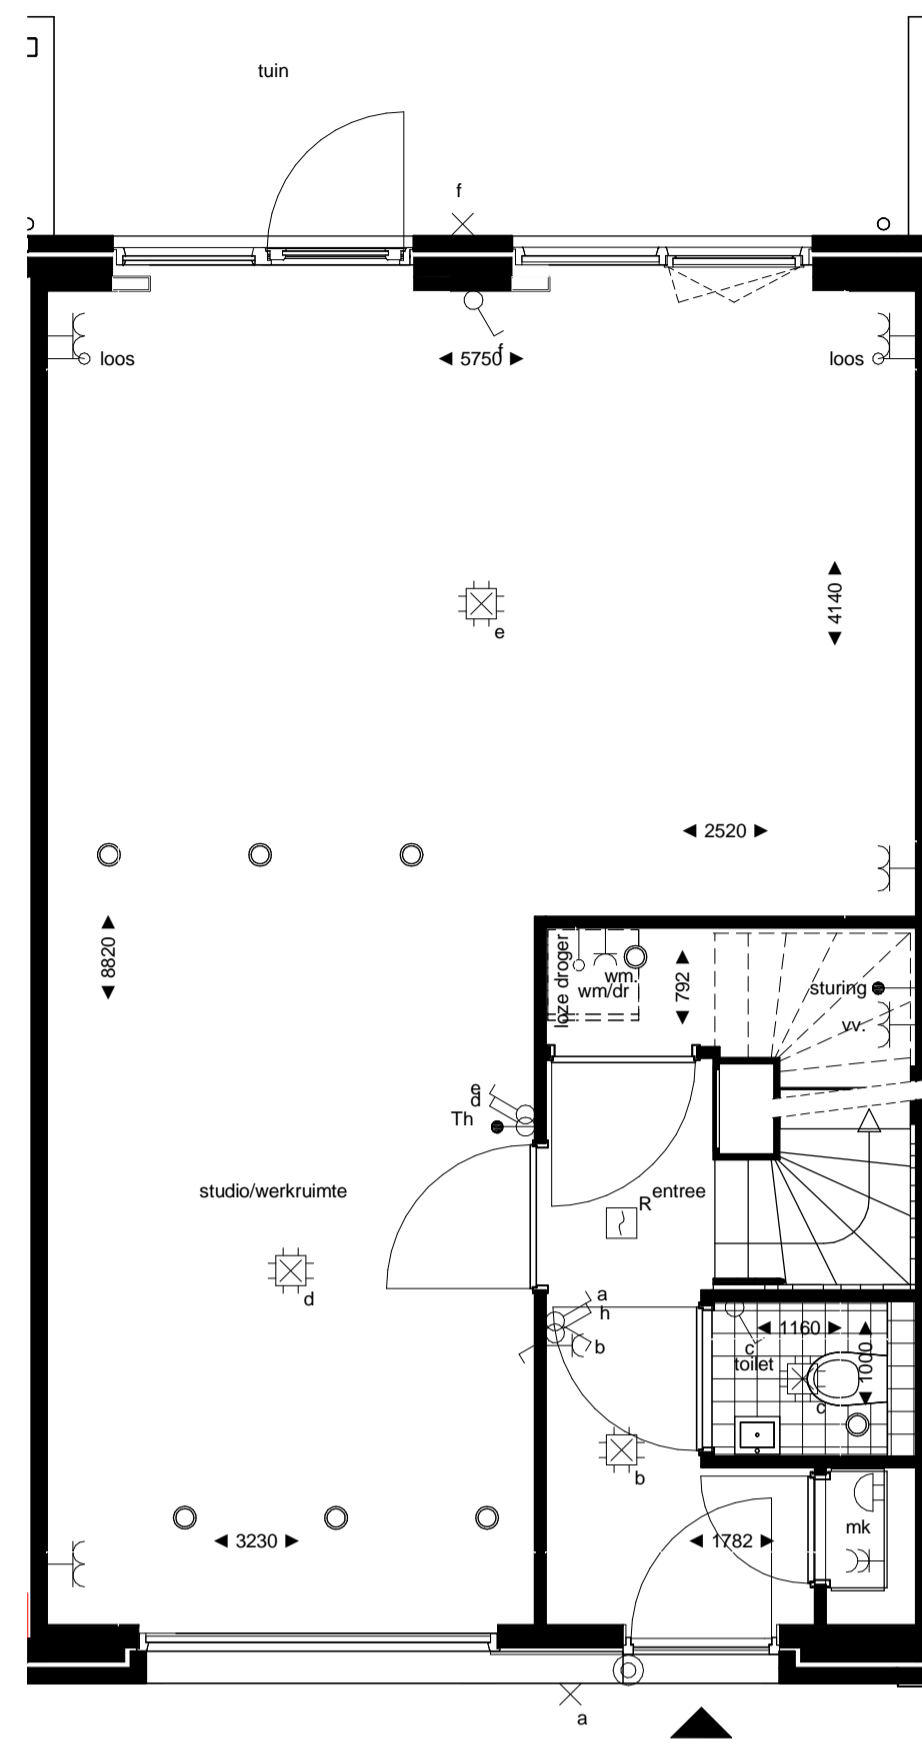 tuin
f
loos
5750
f
loos
e
4140
2520
8820
loze droger
wm.
wm/dr
792
sturing
vv.
e
d
Th
studio/werkruimte
R
entree
d
a
h
b
1160
c
toilet
1000
c
b
3230
1782
mk
a